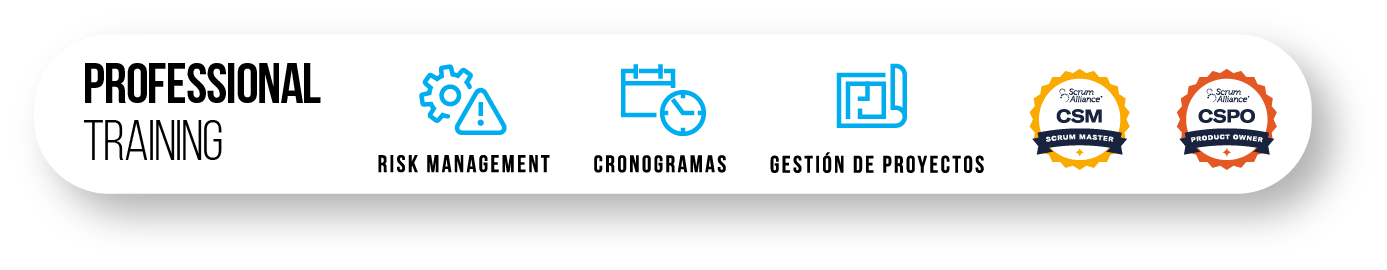 PROFESSIONAL
TRAINING
RISK MANAGEMENT
CRONOGRAMAS
GESTIÓN DE PROYECTOS
Scrum
Alliance®
CSM
SCRUM MASTER
Scrum
Alliance®
CSPO
PRODUCT OWNER